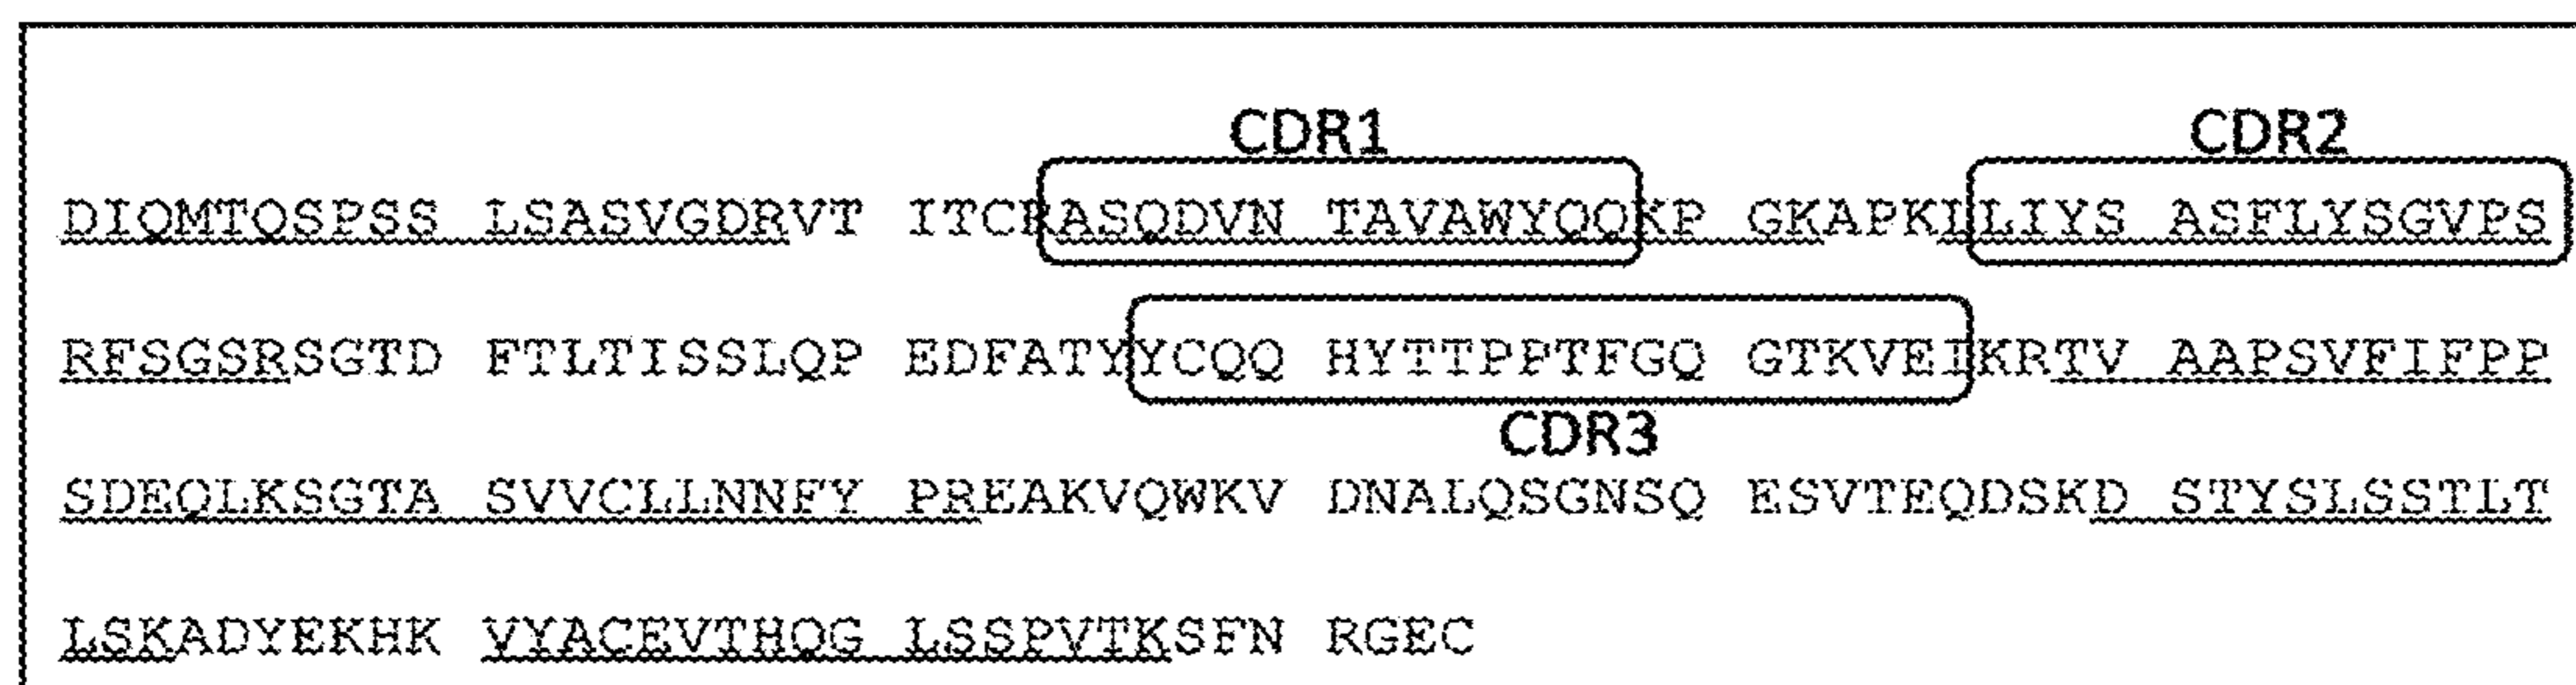 CDR1 CDR2
DIQMTQSPSS LSASVGDRVT ITCRASQDVN TAVAWYQQKP GKAPKLLIYS ASFLYSGVPS
RFSGSRSGTD FTLTISSLQP EDFATYYCQQ HYTTPPTFGQ GTKVEIKRTV AAPSVFIFPP
CDR3
SDEQLKSGTA SVVCLLNNFY PREAKVQWKV DNALQSGNSQ ESVTEQDSKD STYSLSSTLT
LSKADYEKHK VYACEVTHQG LSSPVTKSFN RGEC